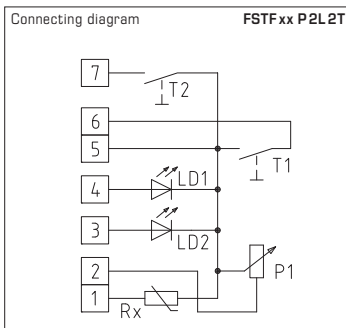 Connecting diagram FSTFxx P2L2T
7
T2
6
5
T1
4
LD1
3
LD2
2
P1
1
Rx